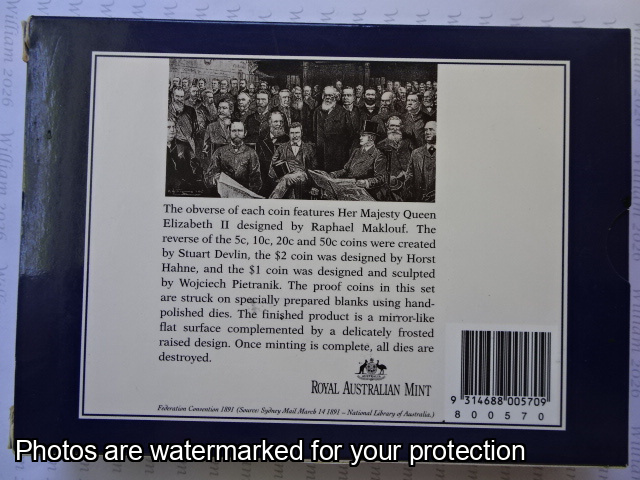 The obverse of each coin features Her Majesty Queen
Elizabeth II designed by Raphael Maklouf. The
reverse of the 5c, 10c, 20c and 50c coins were created
by Stuart Devlin, the $2 coin was designed by Horst
Hahne, and the $1 coin was designed and sculpted
by Wojciech Pietranik. The proof coins in this set
are struck on specially prepared blanks using hand-
polished dies. The finished product is a mirror-like
flat surface complemented by a delicately frosted
raised design. Once minting is complete, all dies are
destroyed.
ROYAL AUSTRALIAN MINT
Federation Convention 1891 (Source: Sydney Mail March 14 1891 – National Library of Australia.)
9 314688 005709
800570
William 2026
William 2026
Photos are watermarked for your protection